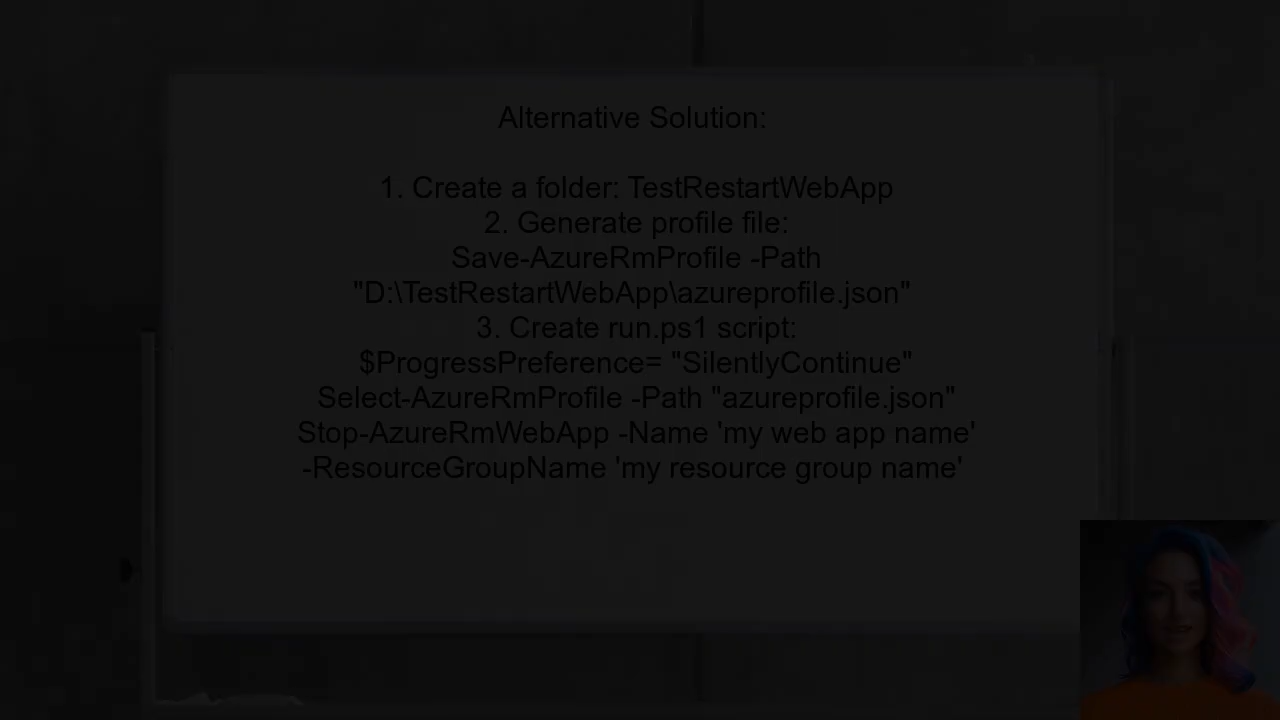 Alternative Solution:
1. Create a folder: TestRestartWebApp
2. Generate profile file:
Save-AzureRmProfile -Path
"D:\TestRestartWebApp\azureprofile.json"
3. Create run.ps1 script:
$ProgressPreference= "SilentlyContinue"
Select-AzureRmProfile -Path "azureprofile.json"
Stop-AzureRmWebApp -Name 'my web app name'
-ResourceGroupName 'my resource group name'